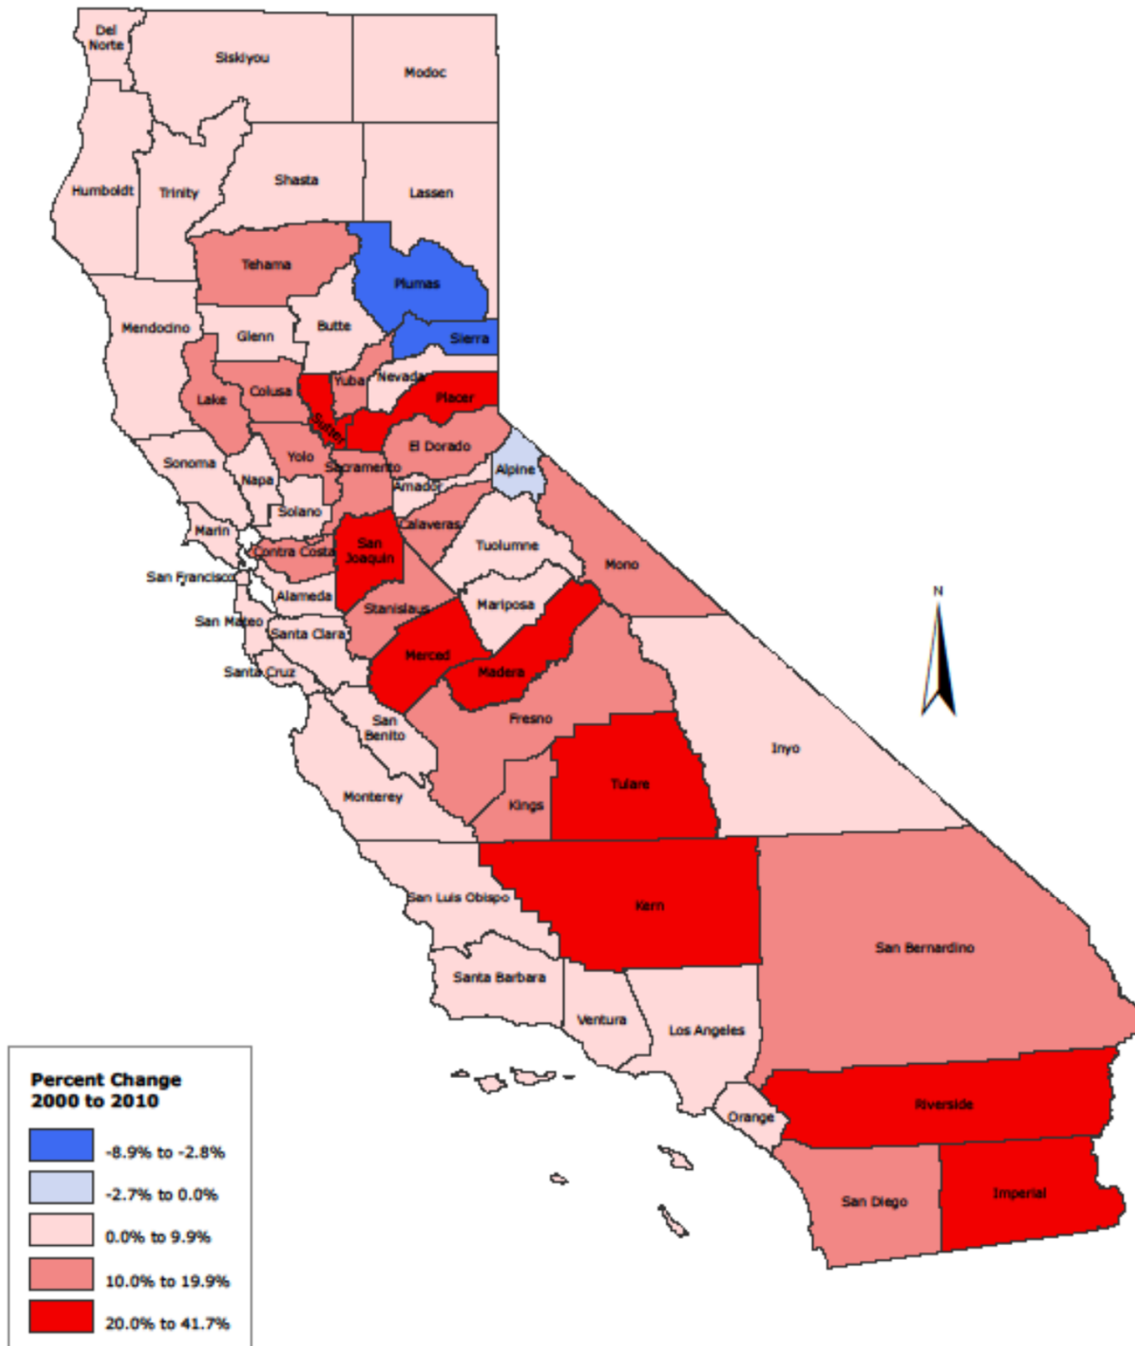 Del
Norte
Siskiyou
Modoc
Humboldt
Trinity
Shasta
Lassen
Tehama
Plumas
Mendocino
Glenn
Butte
Sierra
Lake
Colusa
Yuba
Nevada
Sutter
Placer
Sonoma
Napa
Yolo
Sacramento
El Dorado
Alpine
Amador
Solano
Marin
Calaveras
Contra Costa
San
Joaquin
Tuolumne
Mono
San Francisco
Alameda
Stanislaus
Mariposa
San Mateo
Santa Clara
Merced
Madera
Santa Cruz
San
Benito
Fresno
Inyo
Monterey
Kings
Tulare
San Luis Obispo
Kern
San Bernardino
Santa Barbara
Ventura
Los Angeles
Orange
Riverside
San Diego
Imperial
N
Percent Change
2000 to 2010
-8.9% to -2.8%
-2.7% to 0.0%
0.0% to 9.9%
10.0% to 19.9%
20.0% to 41.7%